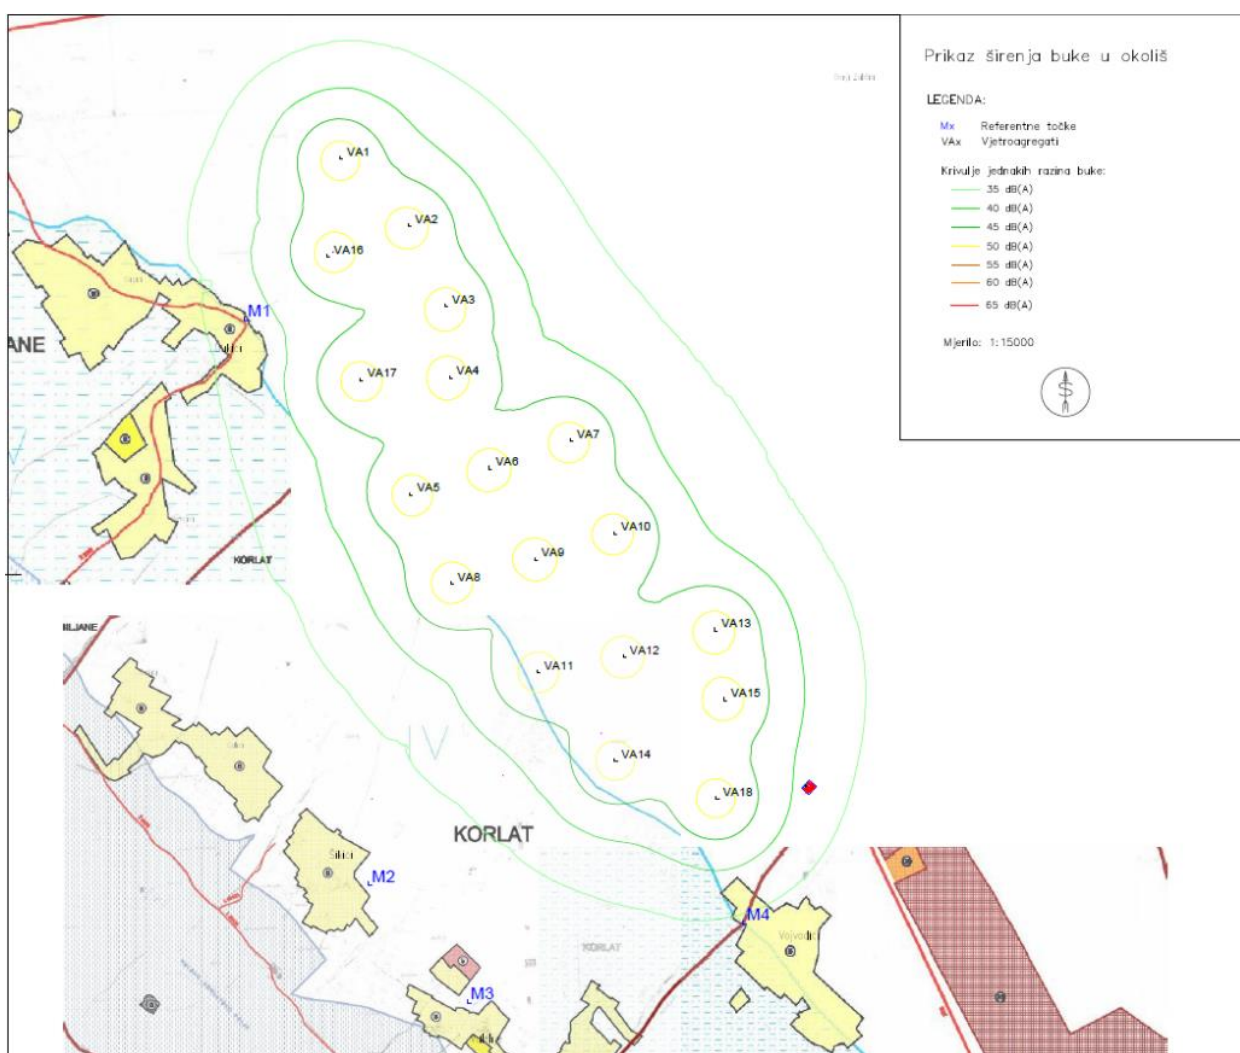 Prikaz širenja buke u okoliš
LEGENDA:
Mx Referentne točke
VAx Vjetroagregati
Krivulje jednakih razina buke:
35 dB(A)
40 dB(A)
45 dB(A)
50 dB(A)
55 dB(A)
60 dB(A)
65 dB(A)
Mjerilo: 1:15000
S
VA1
VA2
VA16
VA3
M1
ANE
VA17
VA4
VA7
VA6
VA5
VA10
VA9
KORLAT
VA8
VA13
VA12
VA11
VA15
IV
VA14
VA18
KORLAT
M2
M4
Vojvodići
KORLAT
M3